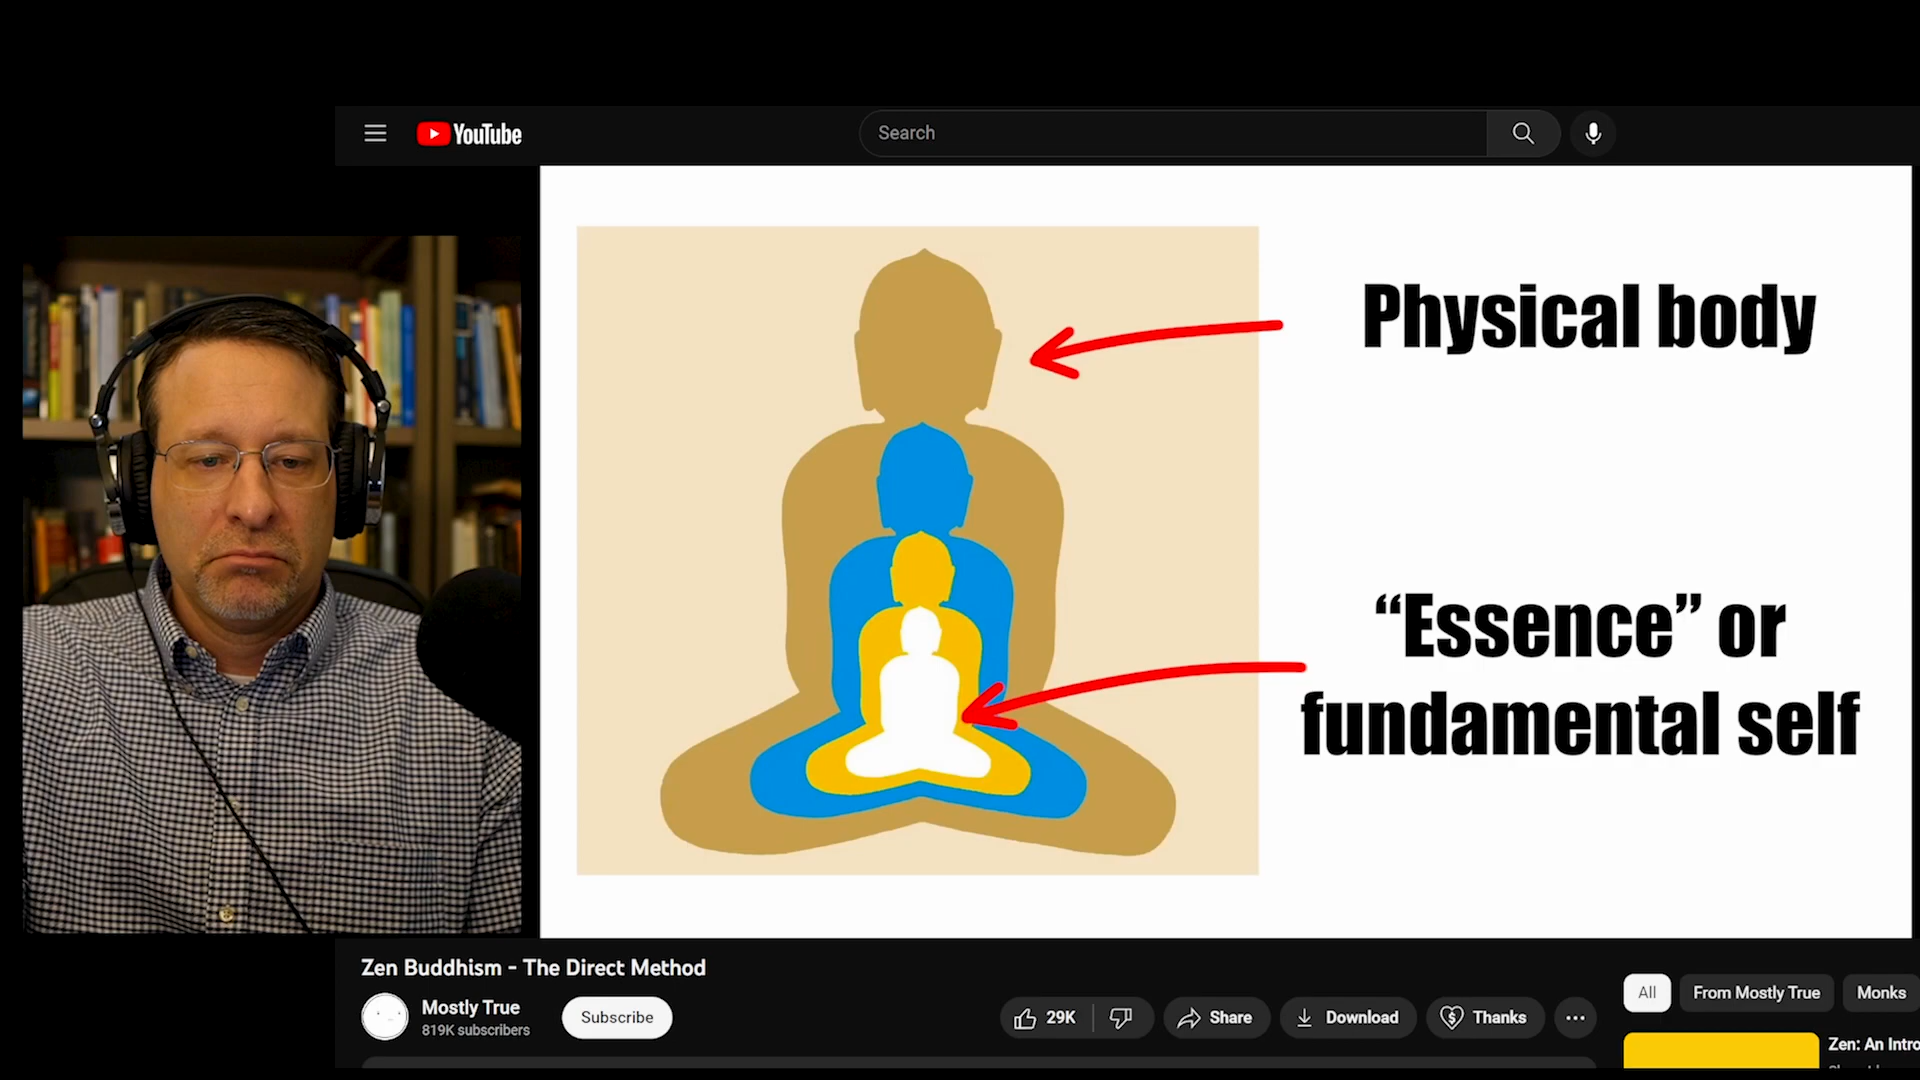 YouTube
Search
Physical body
“Essence” or
fundamental self
Zen Buddhism - The Direct Method
Mostly True
819K subscribers
Subscribe
29K
Share
Download
Thanks
All
From Mostly True
Monks
Zen: An Intro